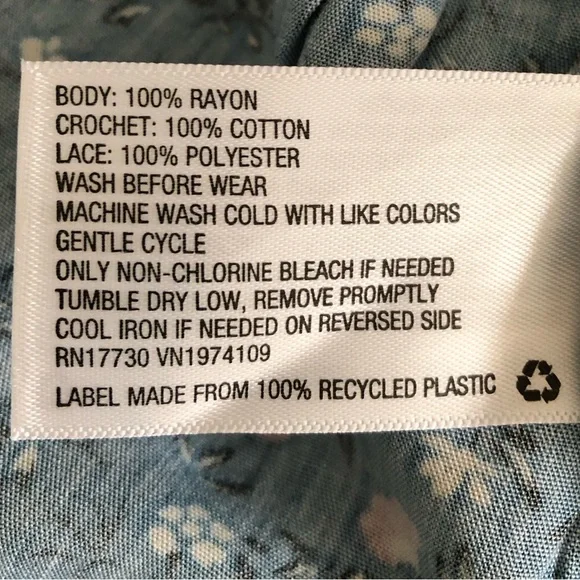 BODY: 100% RAYON
CROCHET: 100% COTTON
LACE: 100% POLYESTER
WASH BEFORE WEAR
MACHINE WASH COLD WITH LIKE COLORS
GENTLE CYCLE
ONLY NON-CHLORINE BLEACH IF NEEDED
TUMBLE DRY LOW, REMOVE PROMPTLY
COOL IRON IF NEEDED ON REVERSED SIDE
RN17730 VN1974109
LABEL MADE FROM 100% RECYCLED PLASTIC